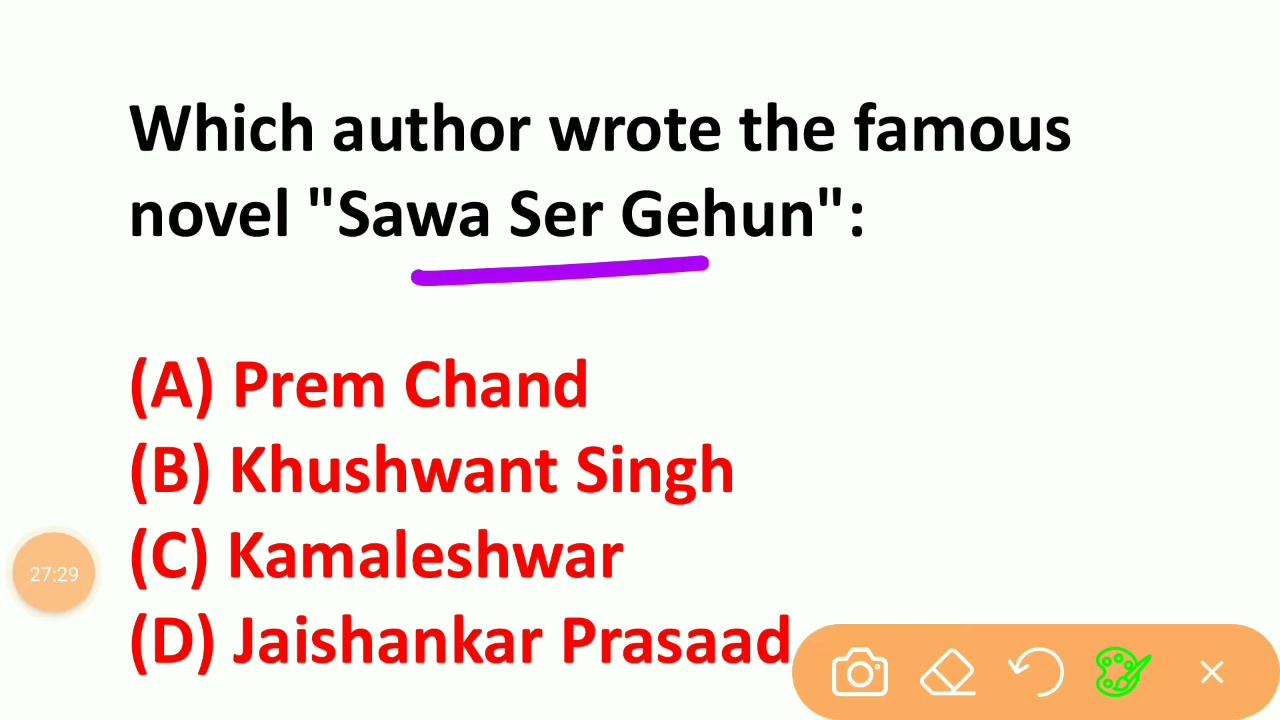 Which author wrote the famous
novel "Sawa Ser Gehun":
(A) Prem Chand
(B) Khushwant Singh
(C) Kamaleshwar
(D) Jaishankar Prasaad
27:29